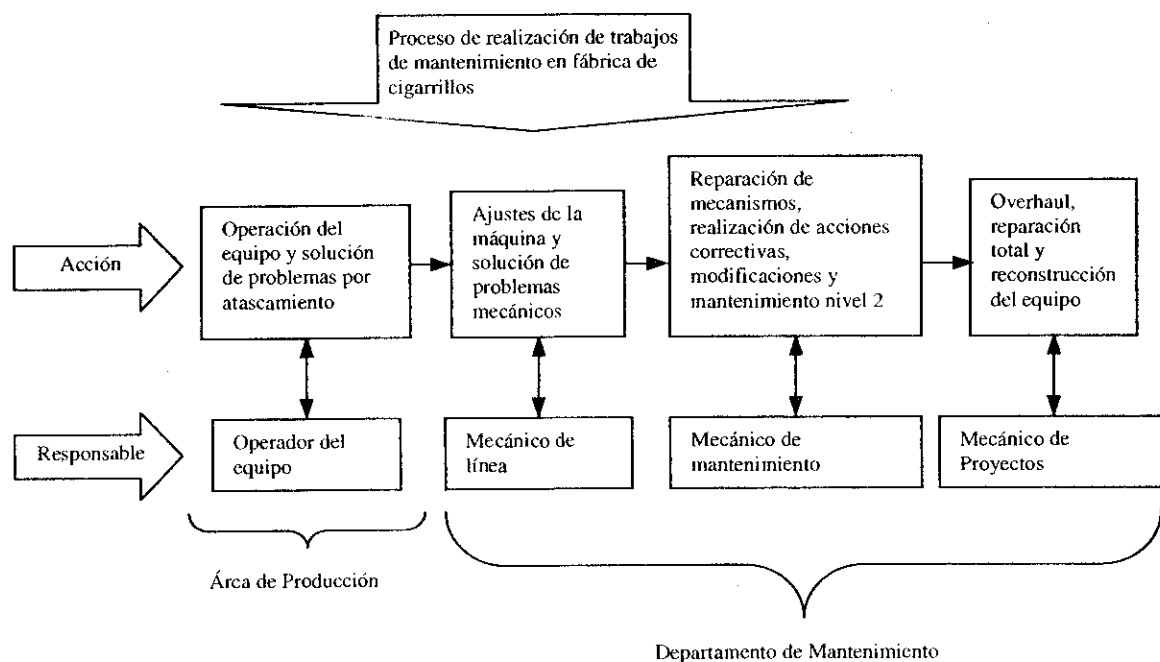 Proceso de realización de trabajos
de mantenimiento en fábrica de
cigarrillos
Acción
Operación del
equipo y solución
de problemas por
atascamiento
Ajustes de la
máquina y
solución de
problemas
mecánicos
Reparación de
mecanismos,
realización de acciones
correctivas,
modificaciones y
mantenimiento nivel 2
Overhaul,
reparación
total y
reconstrucción
del equipo
Responsable
Operador del
equipo
Mecánico de
línea
Mecánico de
mantenimiento
Mecánico de
Proyectos
Área de Producción
Departamento de Mantenimiento